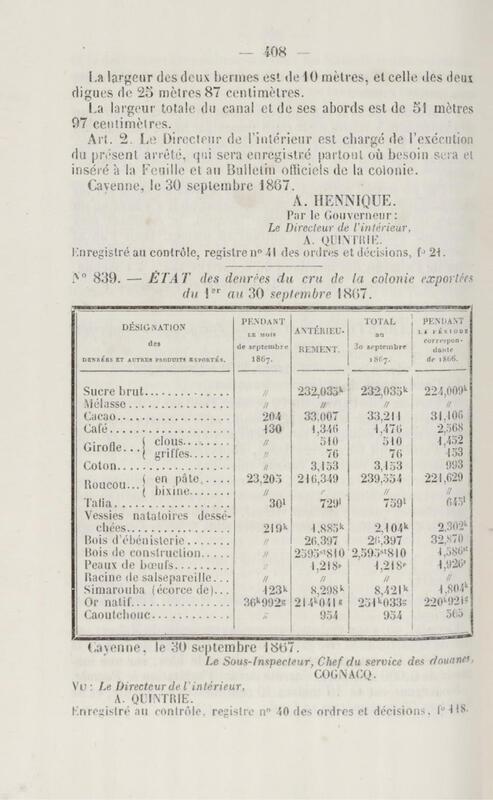 — 408 —
La largeur des deux bermes est de 10 mètres, et celle des deux
digues de 25 mètres 87 centimètres.
La largeur totale du canal et de ses abords est de 51 mètres
97 centimètres.
Art. 2. Le Directeur de l'intérieur est chargé de l'exécution
du présent arrêté, qui sera enregistré partout où besoin sera et
inséré à la Feuille et au Bulletin officiels de la colonie.
Cayenne, le 30 septembre 1867.
A. HENNIQUE.
Par le Gouverneur :
Le Directeur de l'intérieur,
A. QUINTRIE.
Enregistré au contrôle, registre n° 41 des ordres et décisions, f° 21.
N° 839. — ÉTAT des denrées du cru de la colonie exportées
du 1er au 30 septembre 1867.
DÉSIGNATION des DENRÉES ET AUTRES PRODUITS EXPORTÉS. PENDANT LE MOIS de septembre 1867. ANTÉRIEUREMENT. TOTAL au 30 septembre 1867. PENDANT LA PÉRIODE correspondante de 1866.
Sucre brut............ // 232,035k 232,035k 224,009k
Mélasse............ // // // //
Cacao............ 204 33,007 33,211 31,106
Café............ 130 1,346 1,476 2,568
Girofle... { clous........ // 510 510 1,452
{ griffes...... // 76 76 153
Coton............ // 3,153 3,153 993
Roucou... { en pâte..... 23,205 216,349 239,554 221,629
{ bixine...... // // // //
Tafia............ 30l 729l 759l 645l
Vessies natatoires dessé-
chées............ 219k 1,885k 2,104k 2,302k
Bois d'ébénisterie....... // 26,397 26,397 32,870
Bois de construction..... // 2595st810 2,595st810 1,586st
Peaux de bœufs......... // 1,218p 1,218p 1,926p
Racine de salsepareille... // // // //
Simarouba (écorce de)... 123k 8,298k 8,421k 1,804k
Or natif............ 36k992g 214k041g 251k033g 220k921g
Caoutchouc............ // 954 954 565
Cayenne, le 30 septembre 1867.
Le Sous-Inspecteur, Chef du service des douanes,
COGNACQ.
Vu : Le Directeur de l'intérieur,
A. QUINTRIE.
Enregistré au contrôle, registre n° 40 des ordres et décisions, f° 118.